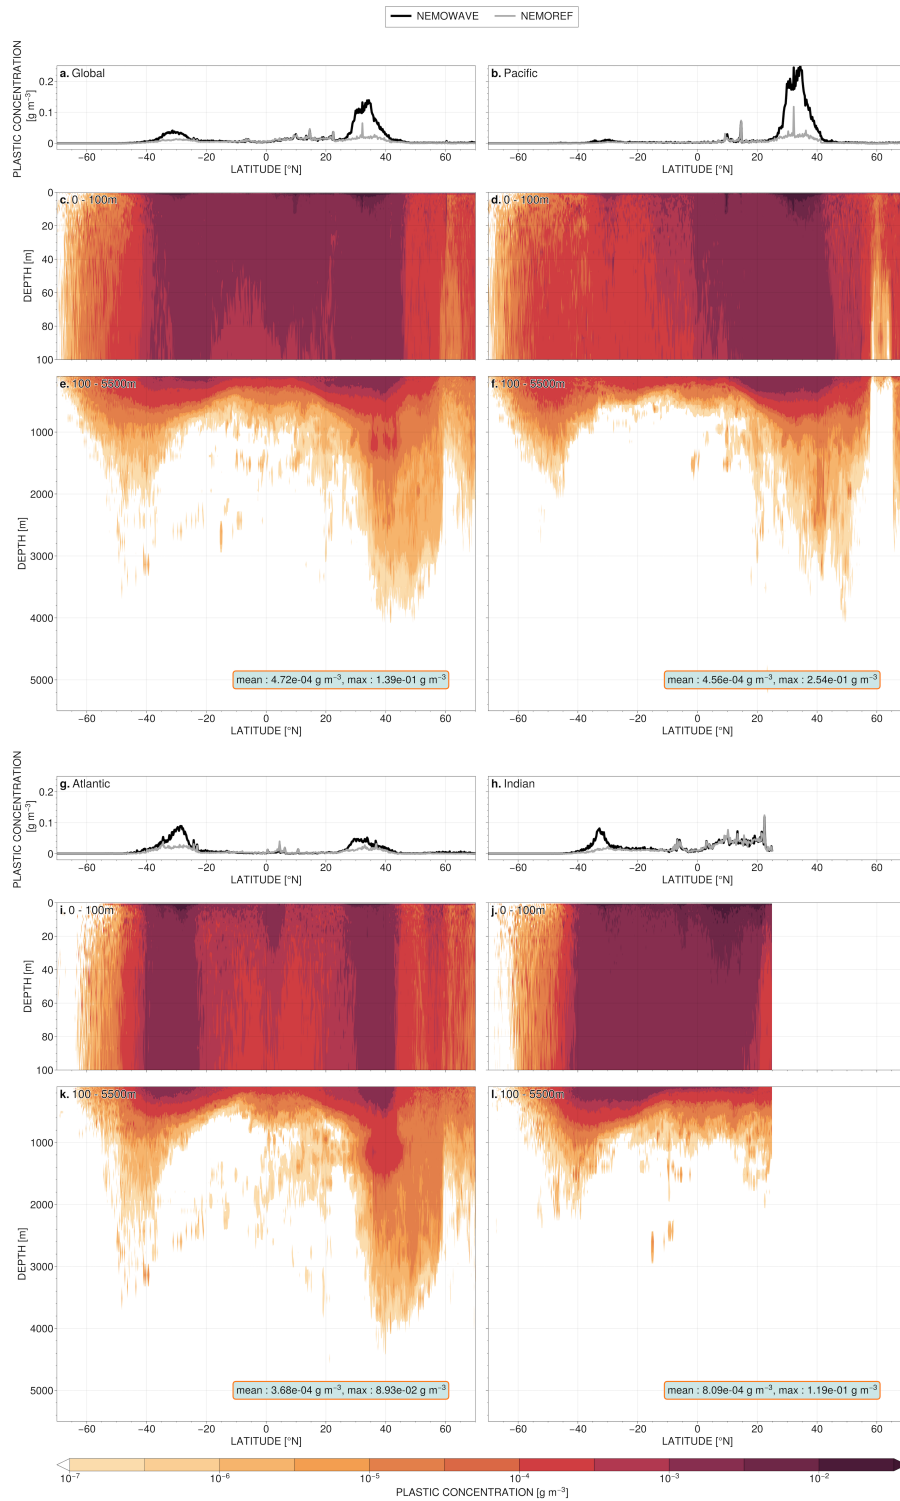 NEMOWAVE NEMOREF
PLASTIC CONCENTRATION
[g m⁻³]
a. Global
0.2
0.1
0
−60 −40 −20 0 20 40 60
LATITUDE [°N]
b. Pacific
−60 −40 −20 0 20 40 60
LATITUDE [°N]
DEPTH [m]
c. 0 - 100m
0
20
40
60
80
100
d. 0 - 100m
DEPTH [m]
e. 100 - 5500m
1000
2000
3000
4000
5000
mean : 4.72e-04 g m⁻³, max : 1.39e-01 g m⁻³
−60 −40 −20 0 20 40 60
LATITUDE [°N]
f. 100 - 5500m
mean : 4.56e-04 g m⁻³, max : 2.54e-01 g m⁻³
−60 −40 −20 0 20 40 60
LATITUDE [°N]
PLASTIC CONCENTRATION
[g m⁻³]
g. Atlantic
0.2
0.1
0
−60 −40 −20 0 20 40 60
LATITUDE [°N]
h. Indian
−60 −40 −20 0 20 40 60
LATITUDE [°N]
DEPTH [m]
i. 0 - 100m
0
20
40
60
80
100
j. 0 - 100m
DEPTH [m]
k. 100 - 5500m
1000
2000
3000
4000
5000
mean : 3.68e-04 g m⁻³, max : 8.93e-02 g m⁻³
−60 −40 −20 0 20 40 60
LATITUDE [°N]
l. 100 - 5500m
mean : 8.09e-04 g m⁻³, max : 1.19e-01 g m⁻³
−60 −40 −20 0 20 40 60
LATITUDE [°N]
10⁻⁷ 10⁻⁶ 10⁻⁵ 10⁻⁴ 10⁻³ 10⁻²
PLASTIC CONCENTRATION [g m⁻³]